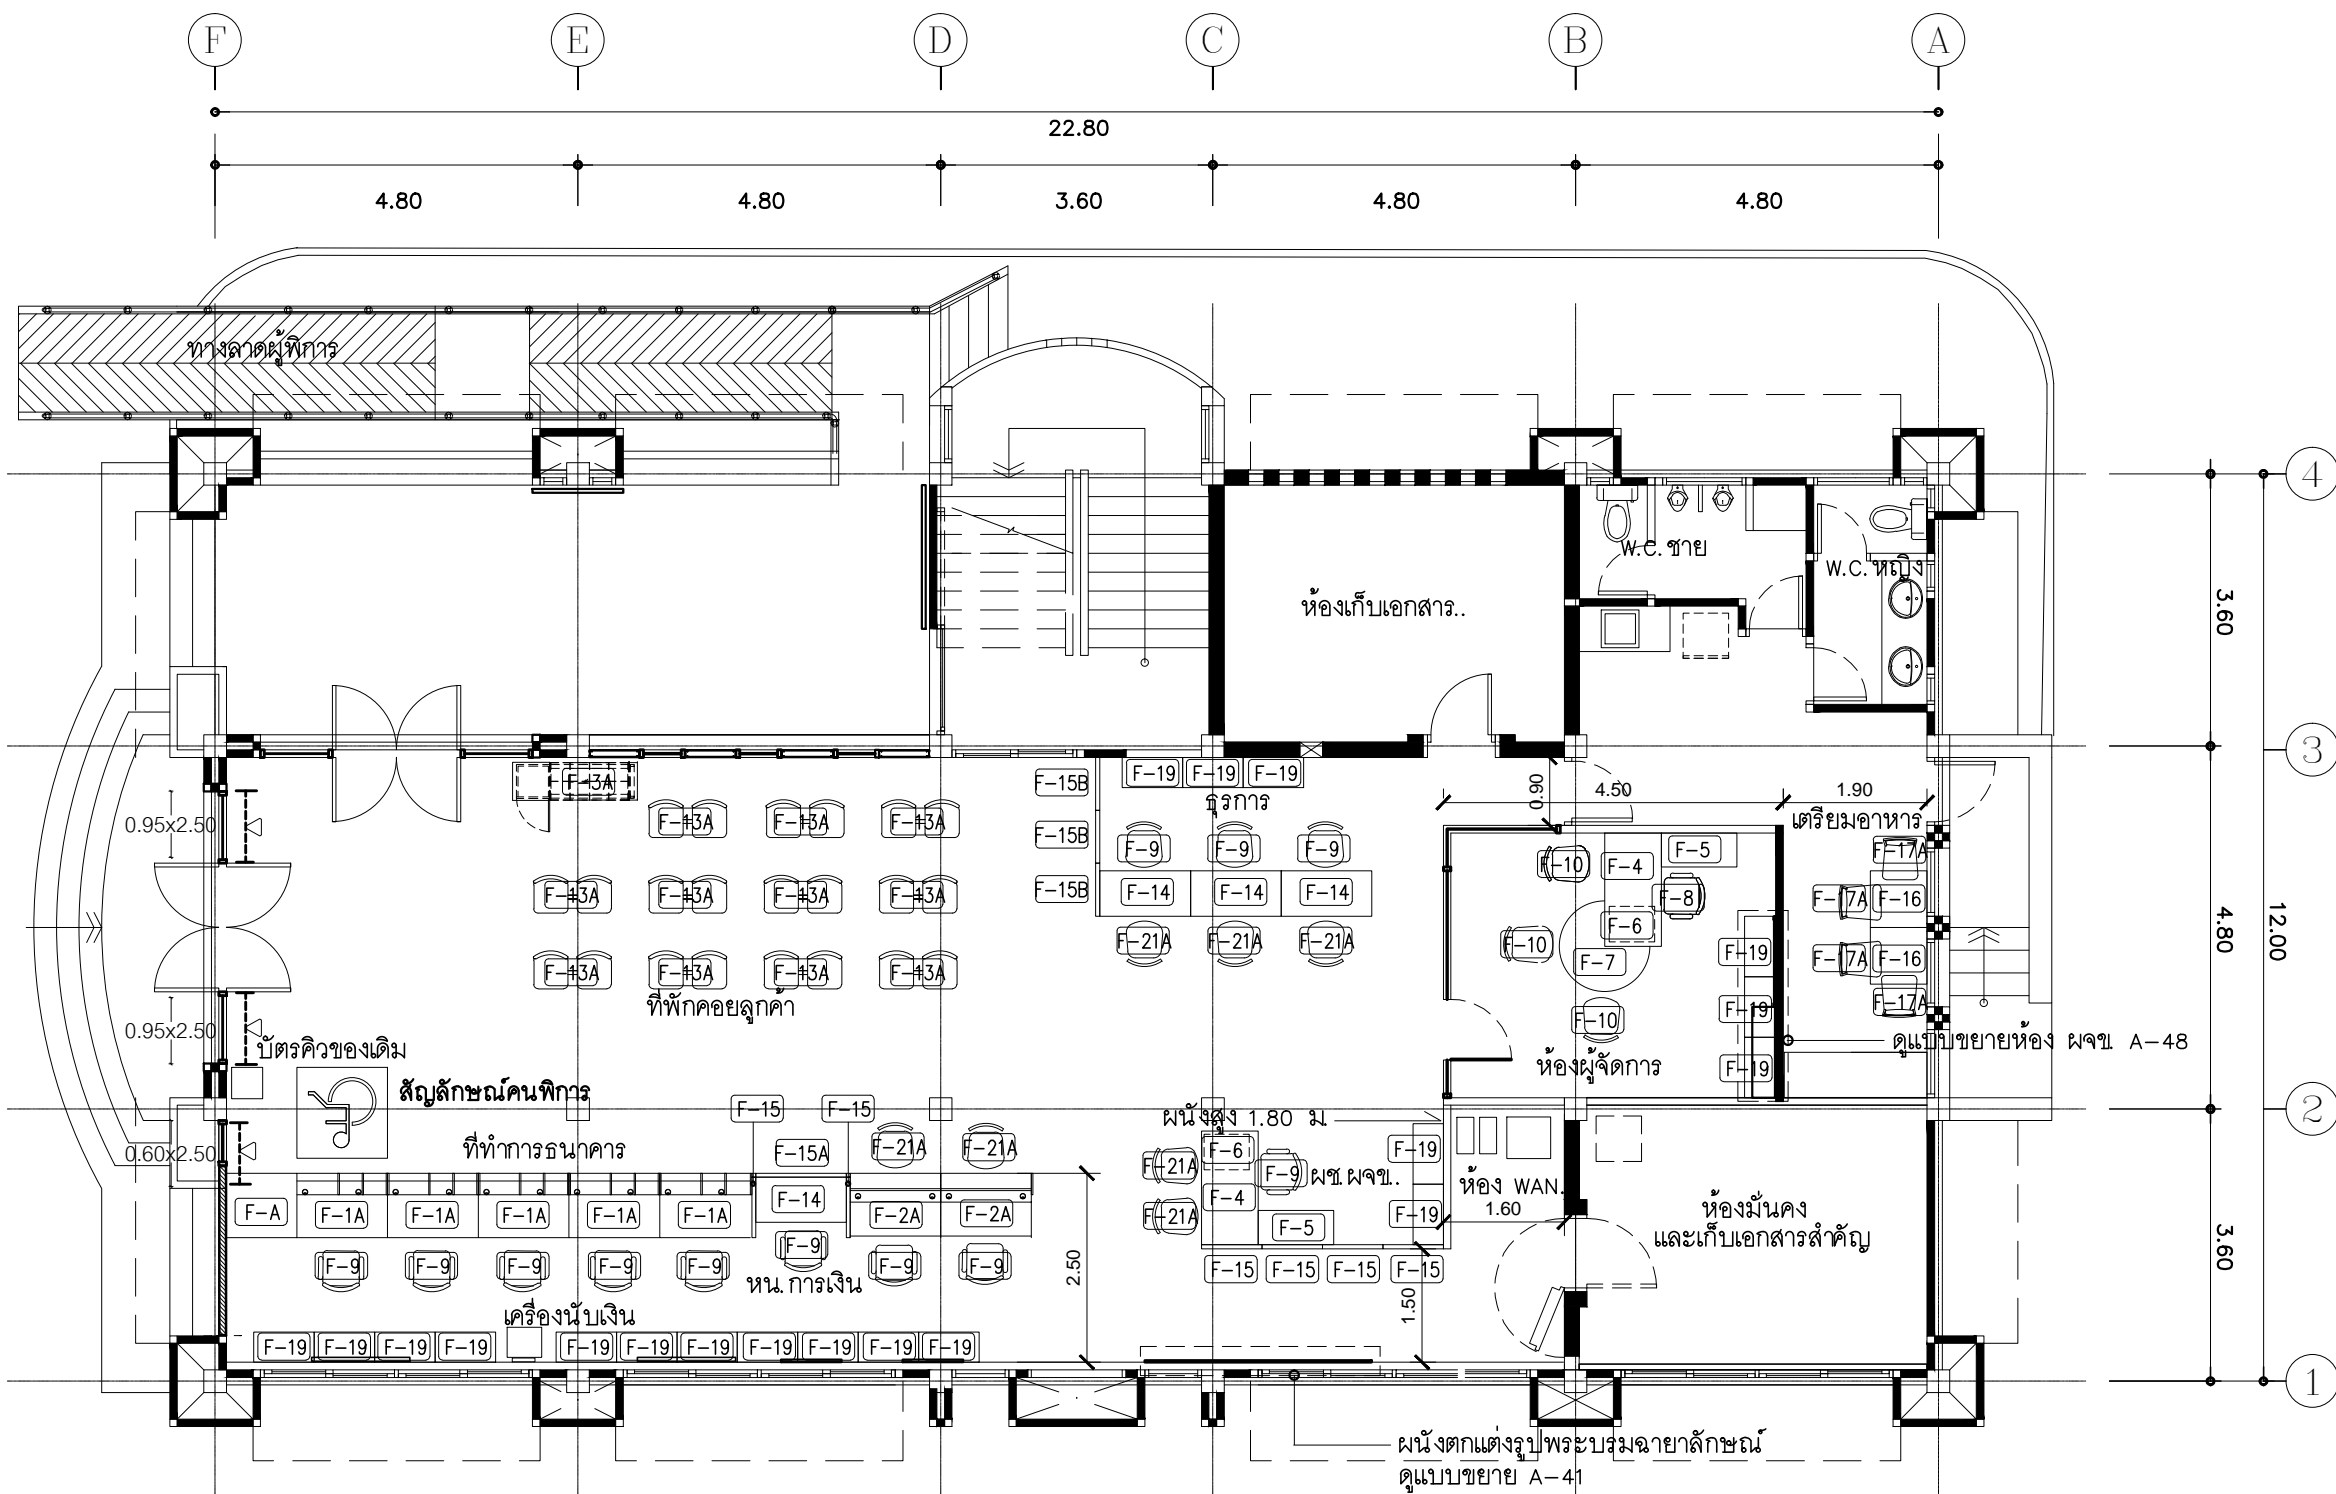 F E D C B A
22.80
4.80 4.80 3.60 4.80 4.80
ทางลาดผู้พิการ
4
W.C. ชาย
W.C. หญิง
ห้องเก็บเอกสาร..
3.60
3
F-13A F-15B F-19 F-19 F-19
ธุรการ
0.90 4.50 1.90
เตรียมอาหาร
0.95x2.50
F-13A F-13A F-13A F-15B
F-9 F-9 F-9
F-10 F-4 F-5 F-17A
F-13A F-13A F-13A F-13A F-15B
F-14 F-14 F-14
F-8 F-17A F-16
F-6
F-21A F-21A F-21A
F-10 F-7 F-19 F-17A F-16
4.80
12.00
F-13A F-13A F-13A F-13A
ที่พักคอยลูกค้า
F-17A
F-10 F-19
0.95x2.50
บัตรคิวของเดิม
ดูแบบขยายห้อง ผจข. A-48
ห้องผู้จัดการ
F-19
สัญลักษณ์คนพิการ
F-15 F-15
ผนังสูง 1.80 ม.
2
0.60x2.50
ที่ทำการธนาคาร
F-15A F-21A F-21A
F-6 F-19
F-21A F-9 ผช.ผจข..
ห้อง WAN.
F-14 F-4
F-A F-1A F-1A F-1A F-1A F-1A F-2A F-2A
F-21A F-5 F-19
1.60
ห้องมั่นคง
และเก็บเอกสารสำคัญ
3.60
F-9 F-9 F-9 F-9 F-9 F-9 F-9 F-9
หน.การเงิน
2.50
F-15 F-15 F-15 F-15
1.50
เครื่องนับเงิน
F-19 F-19 F-19 F-19 F-19 F-19 F-19 F-19 F-19 F-19 F-19
1
ผนังตกแต่งรูปพระบรมฉายาลักษณ์
ดูแบบขยาย A-41